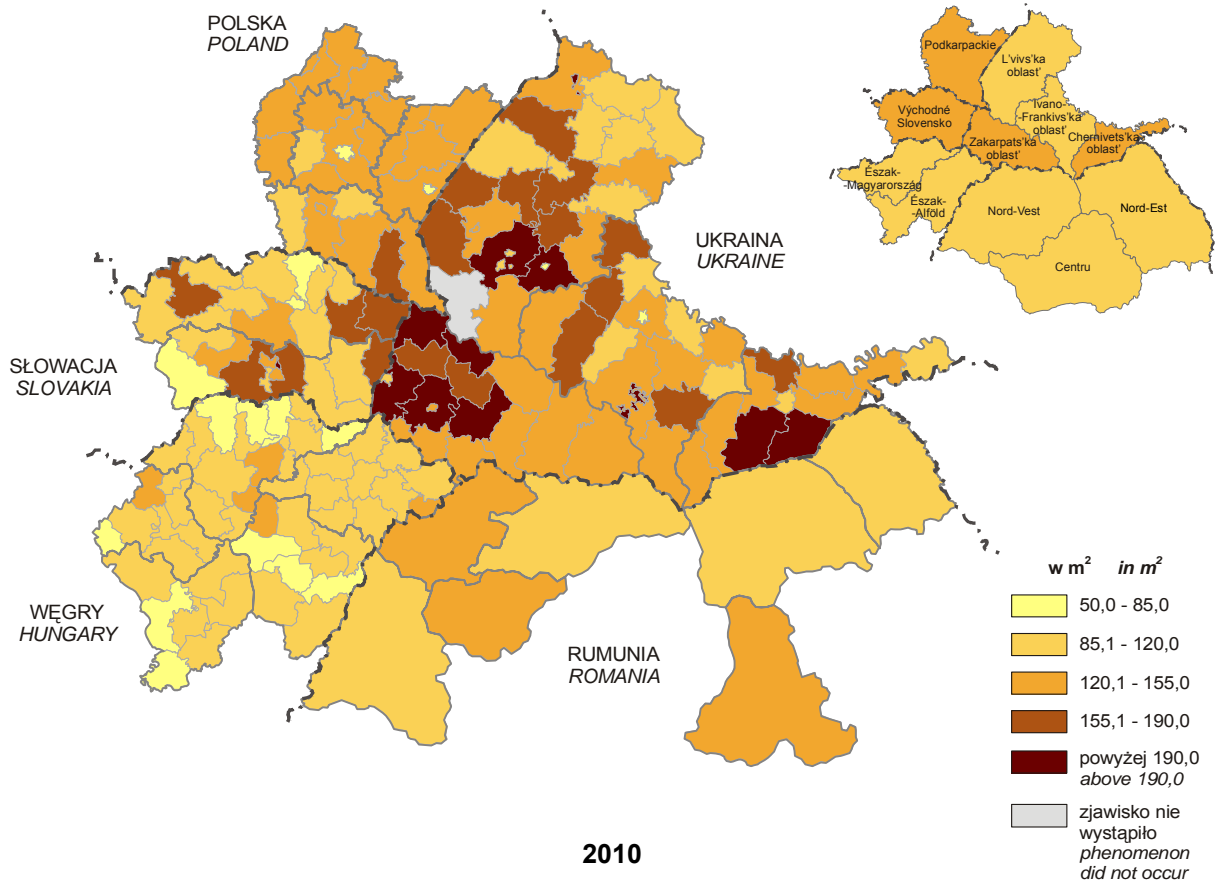 POLSKA
POLAND
UKRAINA
UKRAINE
SŁOWACJA
SLOVAKIA
WĘGRY
HUNGARY
RUMUNIA
ROMANIA
Podkarpackie
L'vivs'ka
oblast'
Východné
Slovensko
Ivano-
-Frankivs'ka
oblast'
Zakarpats'ka
oblast'
Chernivets'ka
oblast'
Észak-
-Magyarország
Észak-
-Alföld
Nord-Vest
Nord-Est
Centru
w m² in m²
50,0 - 85,0
85,1 - 120,0
120,1 - 155,0
155,1 - 190,0
powyżej 190,0
above 190,0
zjawisko nie
wystąpiło
phenomenon
did not occur
2010